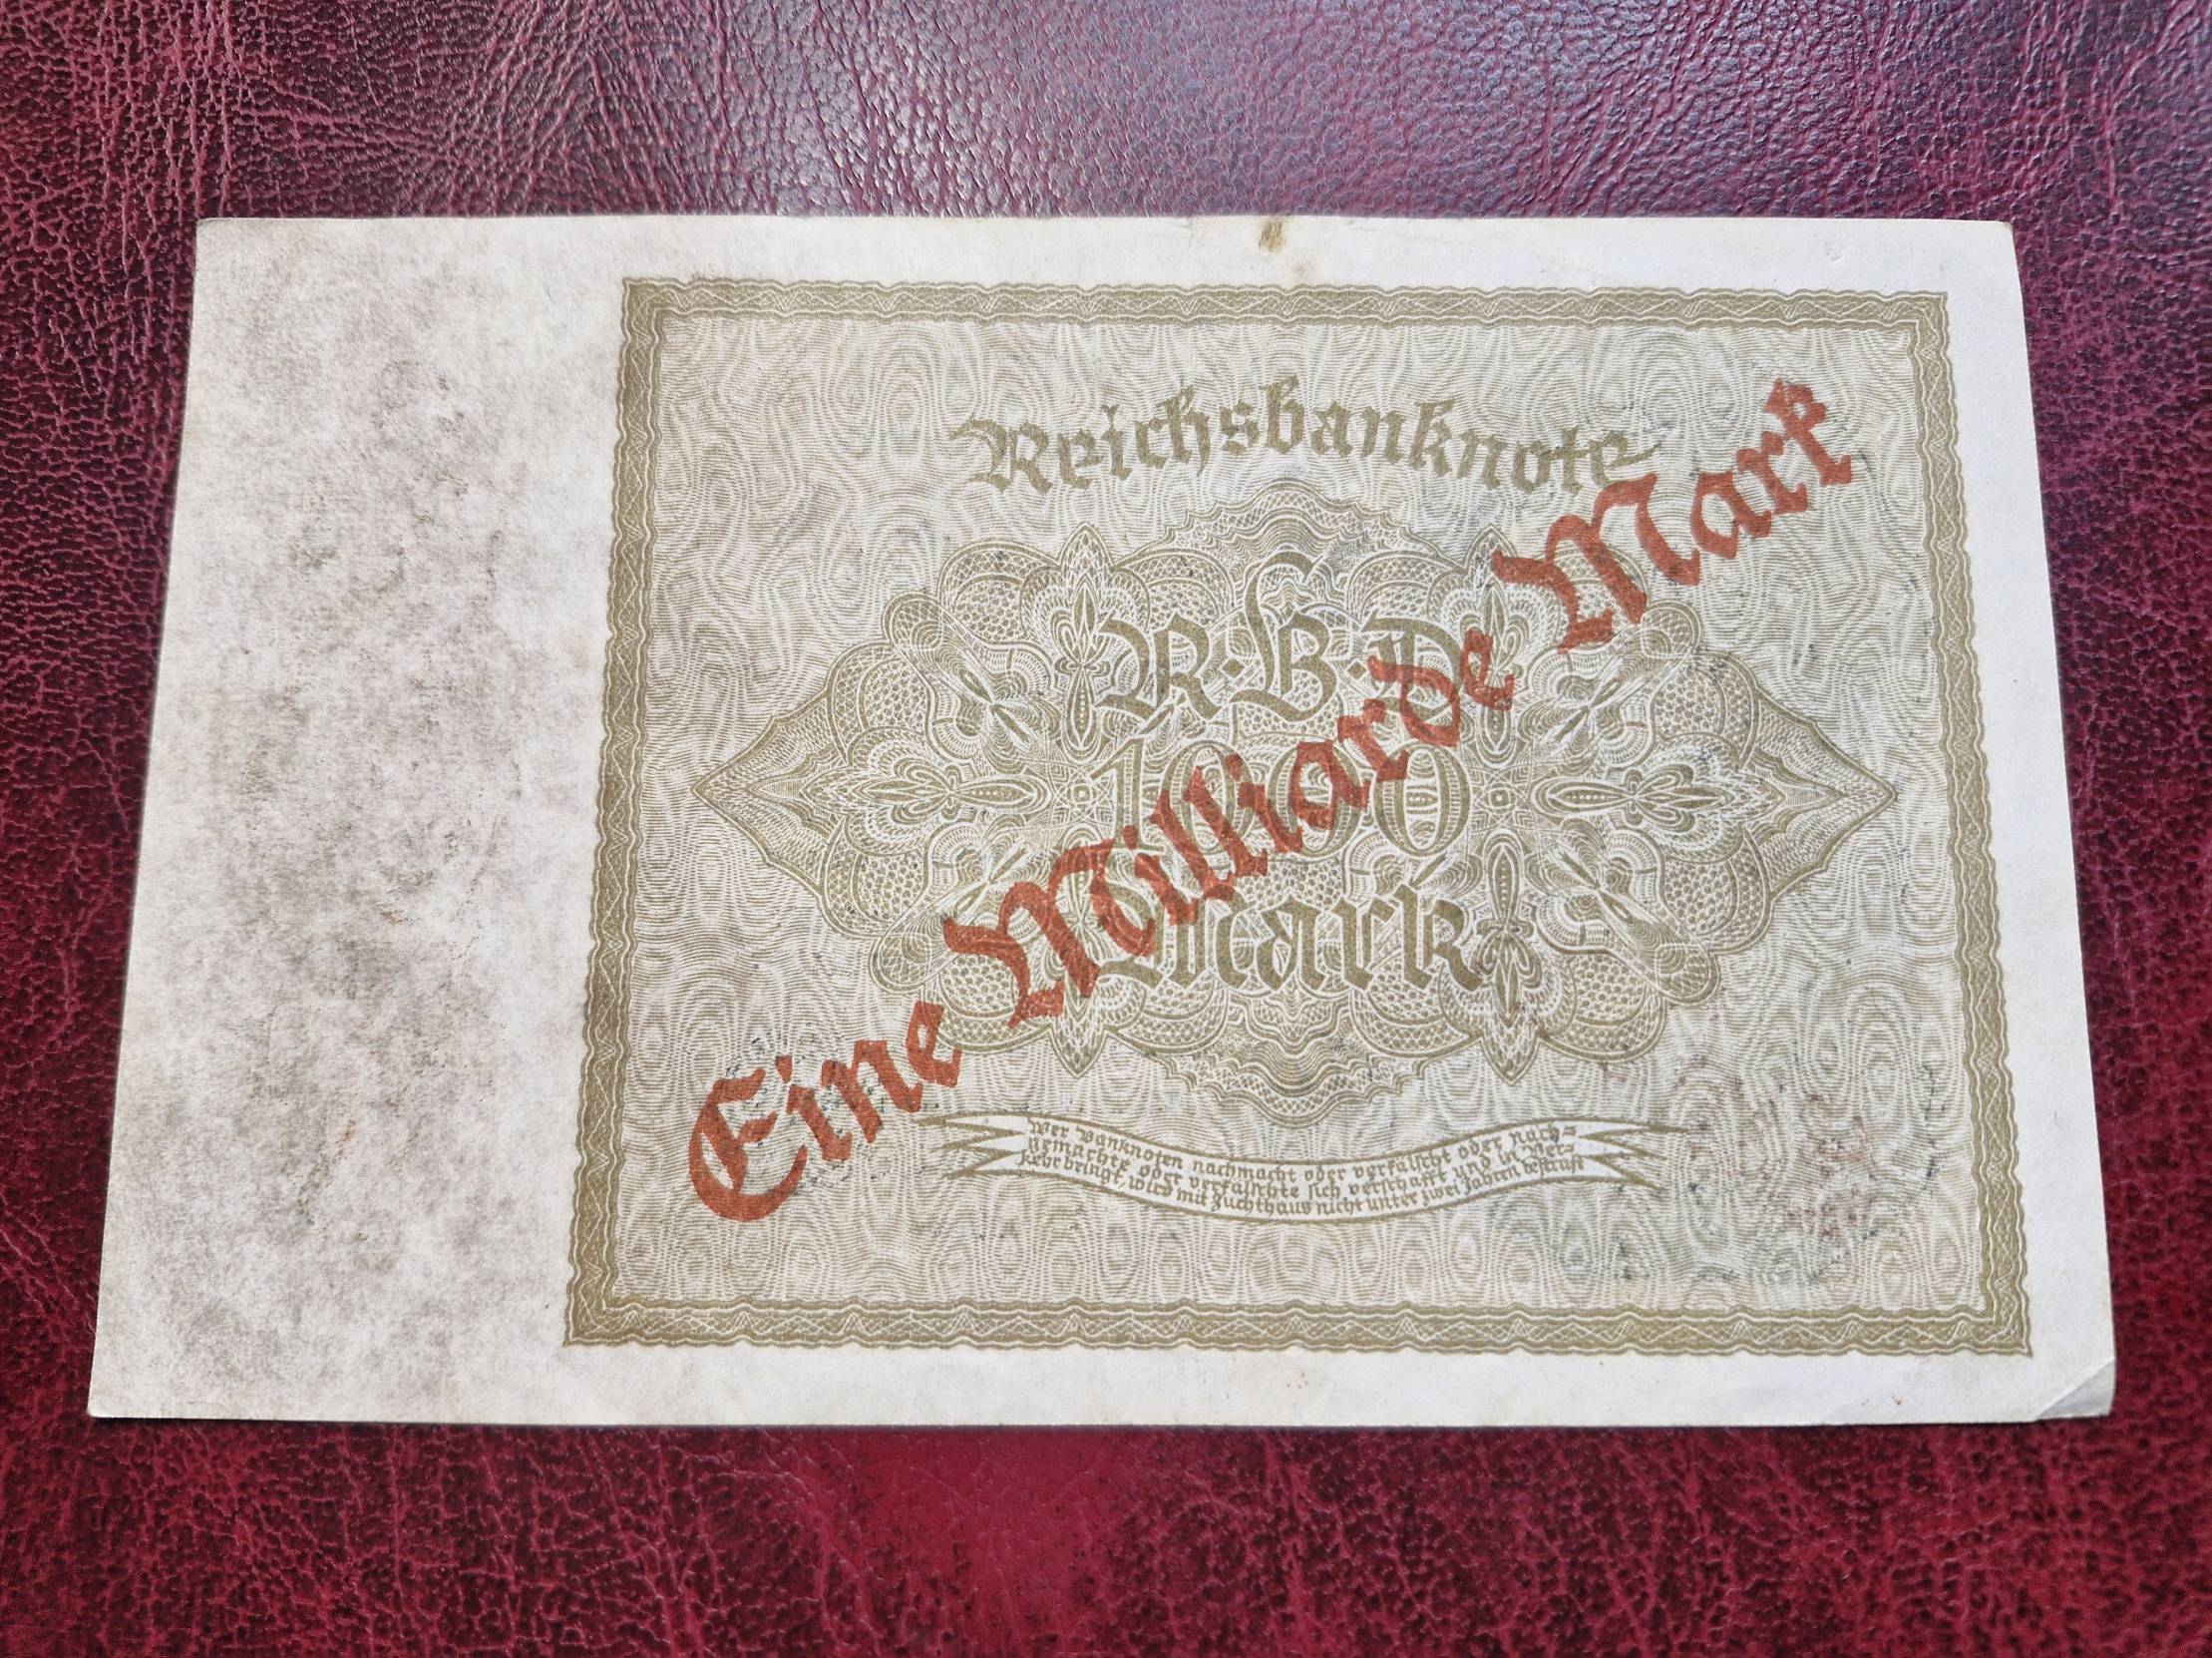 Reichsbanknote
R·B·D
1000
Mark
Eine Milliarde Mark
Wer Banknoten nachmacht oder verfälscht oder nach=
gemachte oder verfälschte sich verschafft und in Ver=
kehr bringt, wird mit Zuchthaus nicht unter zwei Jahren bestraft